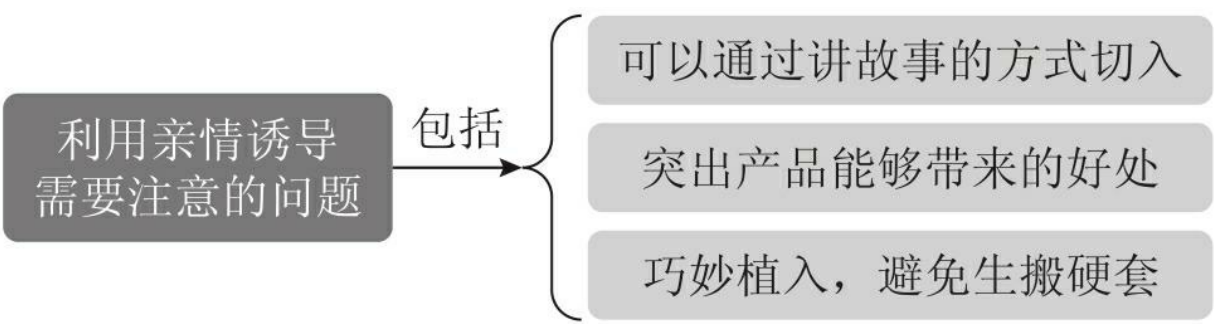 利用亲情诱导
需要注意的问题
包括
可以通过讲故事的方式切入
突出产品能够带来的好处
巧妙植入，避免生搬硬套